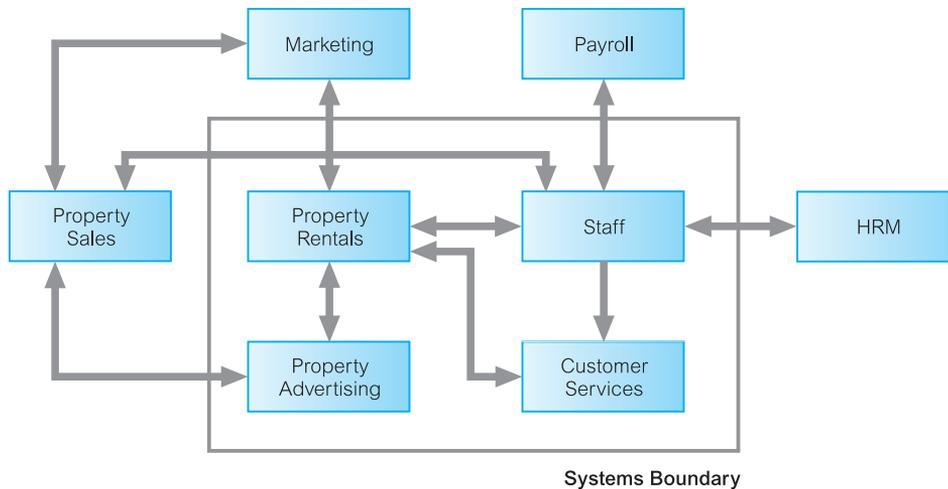 Marketing
Payroll
Property
Sales
Property
Rentals
Staff
HRM
Property
Advertising
Customer
Services
Systems Boundary